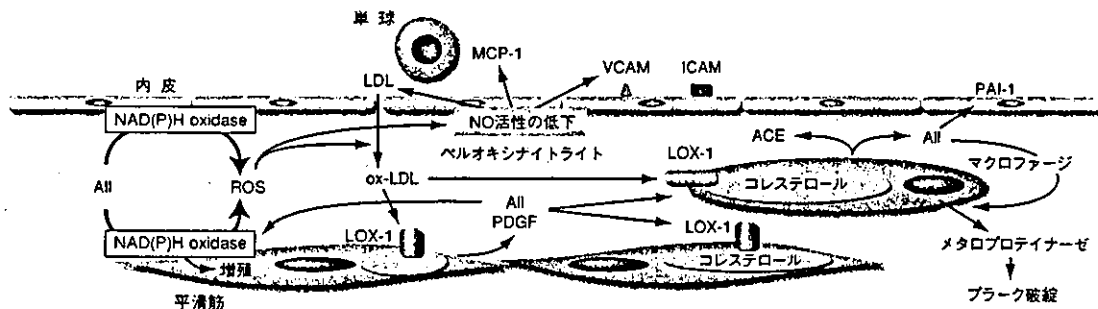 単球
MCP-1
VCAM
ICAM
内皮
LDL
PAI-1
NAD(P)H oxidase
NO活性の低下
ペルオキシナイトライト
ACE
AII
マクロファージ
LOX-1
コレステロール
AII
ROS
ox-LDL
AII
PDGF
NAD(P)H oxidase
LOX-1
LOX-1
メタロプロテイナーゼ
増殖
コレステロール
平滑筋
プラーク破綻